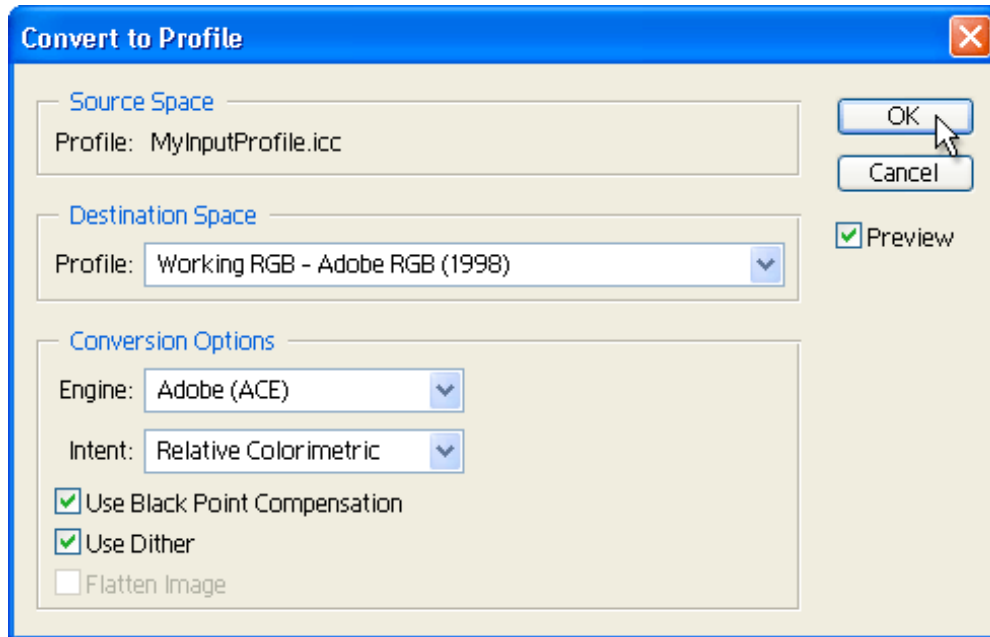 Convert to Profile
Source Space
Profile: MyInputProfile.icc
OK
Cancel
Preview
Destination Space
Profile: Working RGB - Adobe RGB (1998)
Conversion Options
Engine: Adobe (ACE)
Intent: Relative Colorimetric
Use Black Point Compensation
Use Dither
Flatten Image